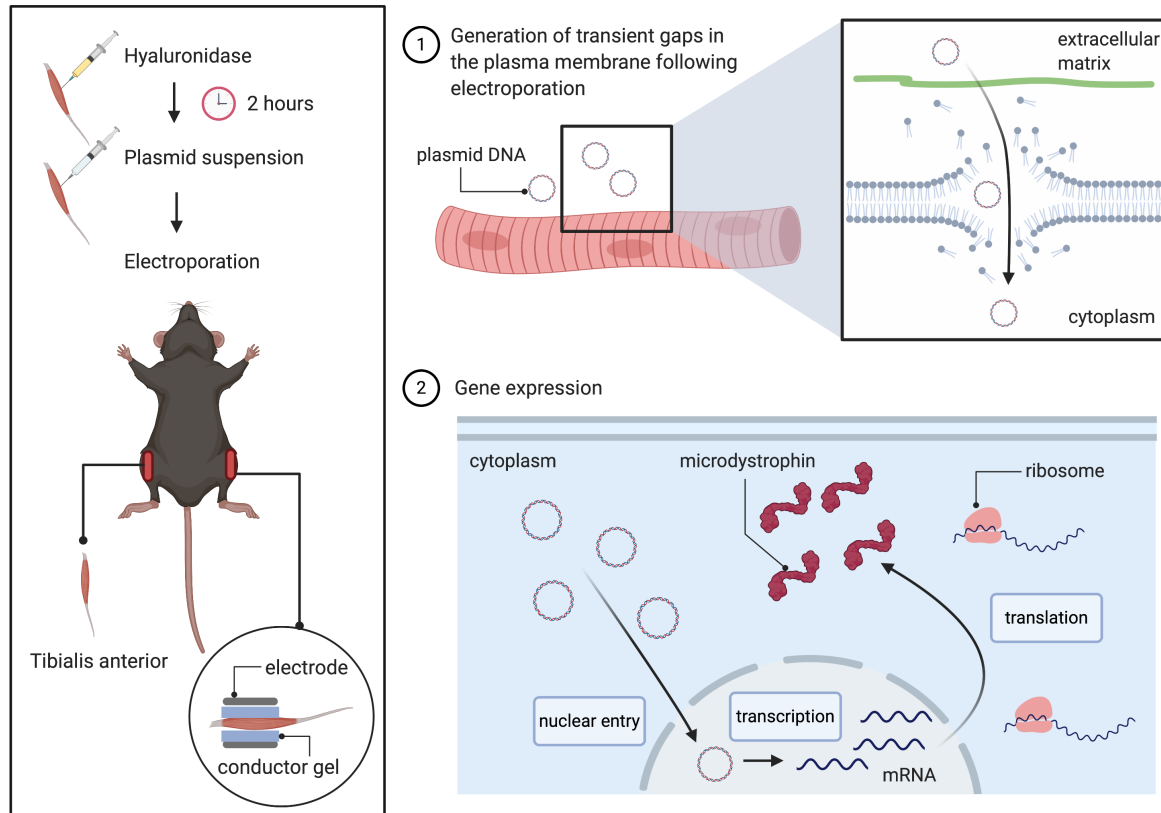 Hyaluronidase
2 hours
Plasmid suspension
Electroporation
Tibialis anterior
electrode
conductor gel
1
Generation of transient gaps in
the plasma membrane following
electroporation
plasmid DNA
extracellular
matrix
cytoplasm
2
Gene expression
cytoplasm
microdystrophin
ribosome
translation
nuclear entry
transcription
mRNA